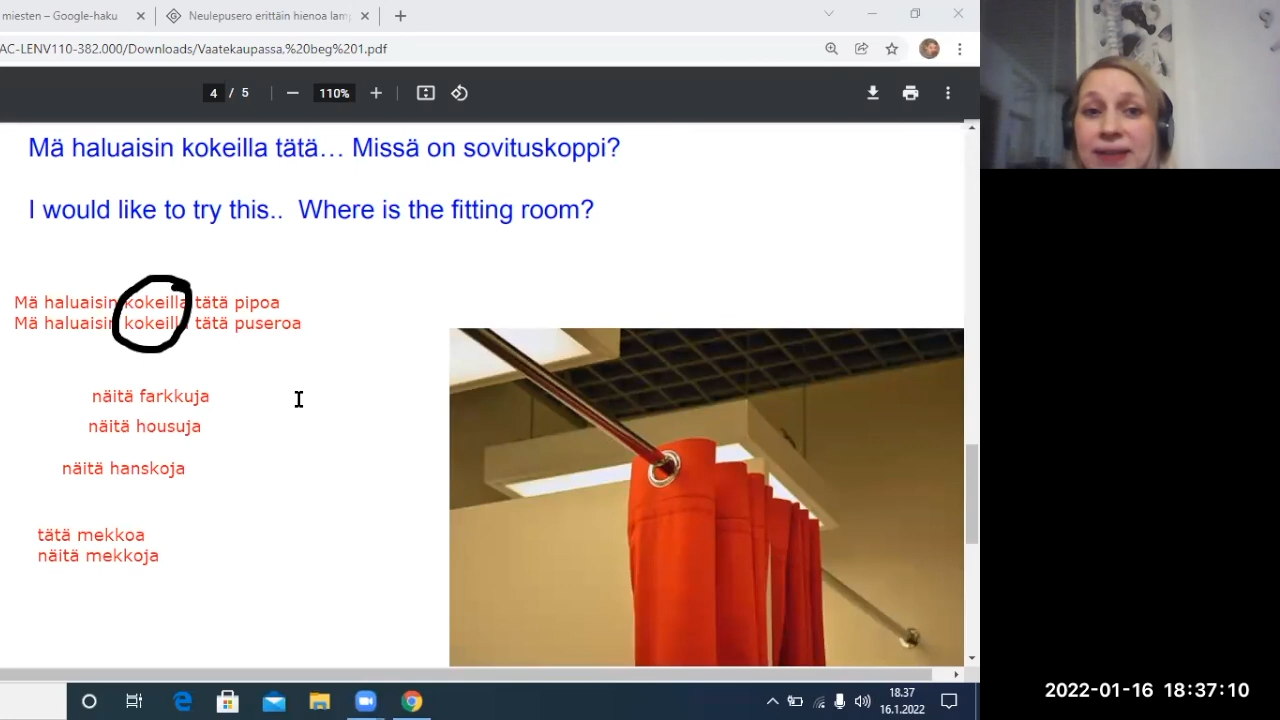 miesten – Google-haku
Neulepusero erittäin hienoa lam
AC-LENV110-382.000/Downloads/Vaatekaupassa,%20beg%201.pdf
4 / 5
110%
Mä haluaisin kokeilla tätä… Missä on sovituskoppi?
I would like to try this.. Where is the fitting room?
Mä haluaisin kokeilla tätä pipoa
Mä haluaisin kokeilla tätä puseroa
näitä farkkuja
näitä housuja
näitä hanskoja
tätä mekkoa
näitä mekkoja
18.37
16.1.2022
2022-01-16 18:37:10